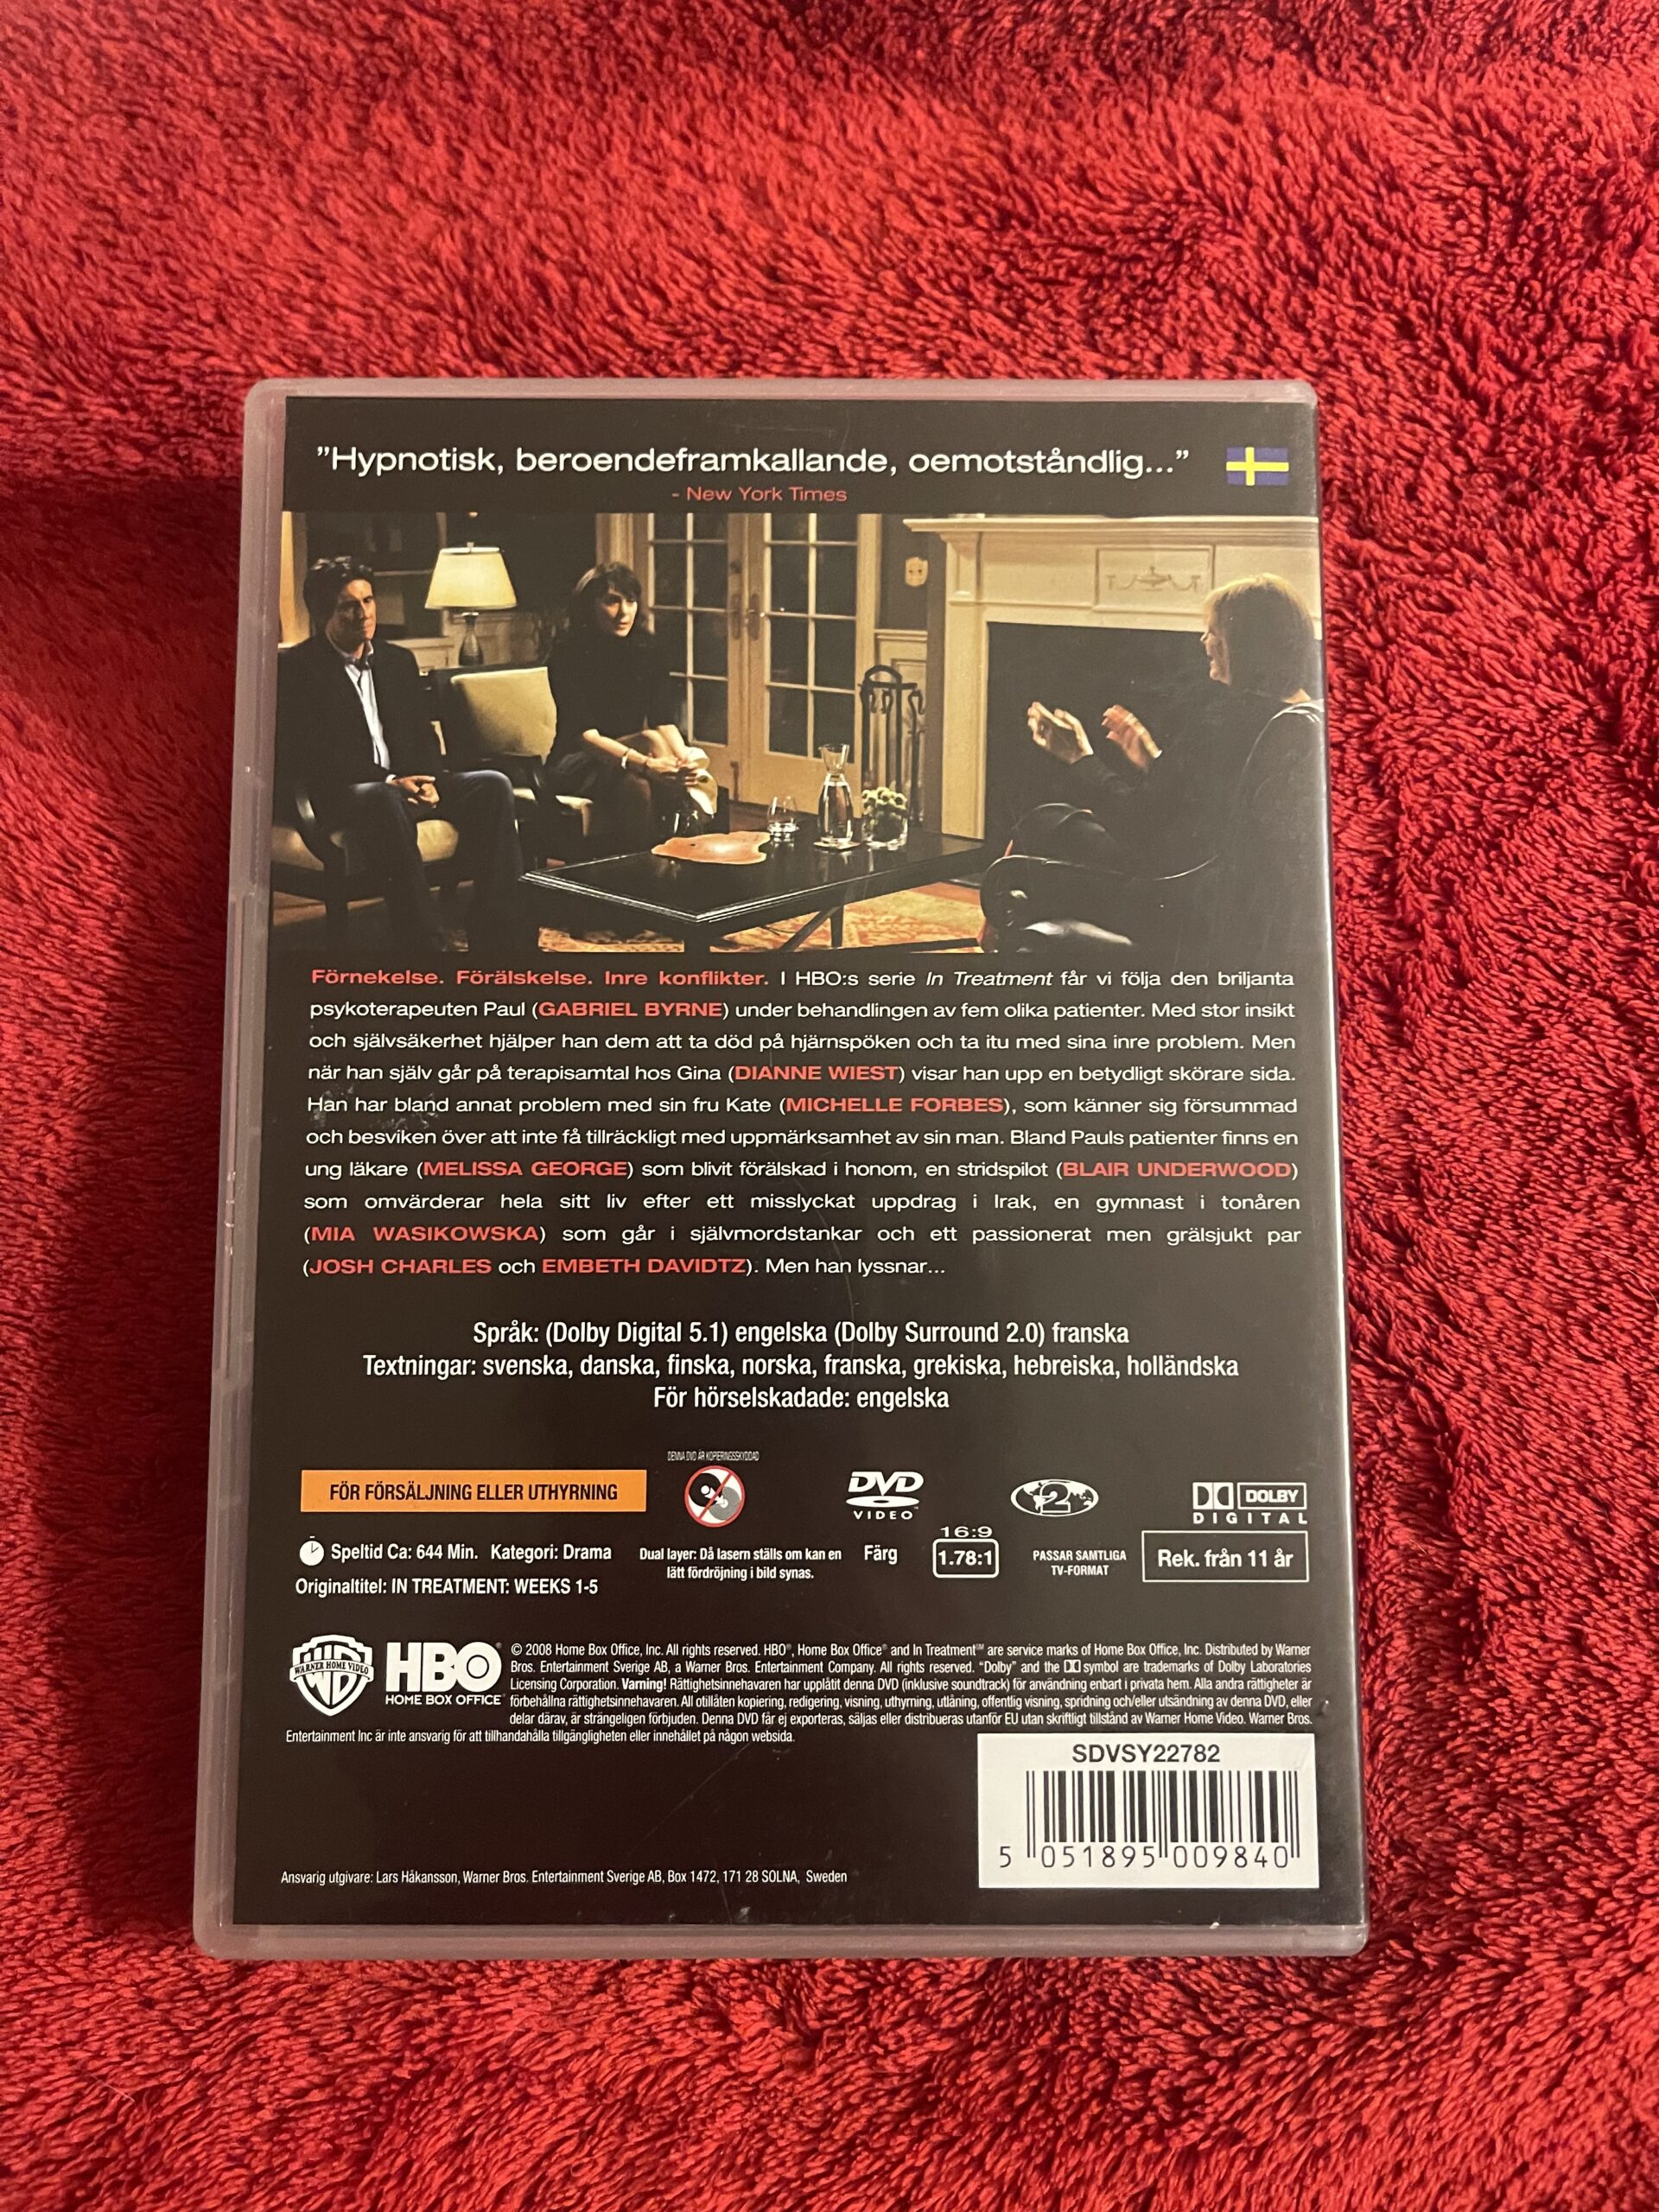 "Hypnotisk, beroendeframkallande, oemotståndlig..."
- New York Times
Förnekelse. Förälskelse. Inre konflikter. I HBO:s serie In Treatment får vi följa den briljanta
psykoterapeuten Paul (GABRIEL BYRNE) under behandlingen av fem olika patienter. Med stor insikt
och självsäkerhet hjälper han dem att ta död på hjärnspöken och ta itu med sina inre problem. Men
när han själv går på terapisamtal hos Gina (DIANNE WIEST) visar han upp en betydligt skörare sida.
Han har bland annat problem med sin fru Kate (MICHELLE FORBES), som känner sig försummad
och besviken över att inte få tillräckligt med uppmärksamhet av sin man. Bland Pauls patienter finns en
ung läkare (MELISSA GEORGE) som blivit förälskad i honom, en stridspilot (BLAIR UNDERWOOD)
som omvärderar hela sitt liv efter ett misslyckat uppdrag i Irak, en gymnast i tonåren
(MIA WASIKOWSKA) som går i självmordstankar och ett passionerat men grälsjukt par
(JOSH CHARLES och EMBETH DAVIDTZ). Men han lyssnar...
Språk: (Dolby Digital 5.1) engelska (Dolby Surround 2.0) franska
Textningar: svenska, danska, finska, norska, franska, grekiska, hebreiska, holländska
För hörselskadade: engelska
DENNA DVD ÄR KOPIERINGSSKYDDAD
FÖR FÖRSÄLJNING ELLER UTHYRNING
DVD
VIDEO
2
DOLBY
DIGITAL
Speltid Ca: 644 Min. Kategori: Drama
Originaltitel: IN TREATMENT: WEEKS 1-5
Dual layer: Då lasern ställs om kan en
lätt fördröjning i bild synas.
Färg
16:9
1.78:1
PASSAR SAMTLIGA
TV-FORMAT
Rek. från 11 år
WARNER HOME VIDEO
HBO
HOME BOX OFFICE
© 2008 Home Box Office, Inc. All rights reserved. HBO®, Home Box Office® and In Treatment℠ are service marks of Home Box Office, Inc. Distributed by Warner
Bros. Entertainment Sverige AB, a Warner Bros. Entertainment Company. All rights reserved. "Dolby" and the symbol are trademarks of Dolby Laboratories
Licensing Corporation. Varning! Rättighetsinnehavaren har upplåtit denna DVD (inklusive soundtrack) för användning enbart i privata hem. Alla andra rättigheter är
förbehållna rättighetsinnehavaren. All otillåten kopiering, redigering, visning, uthyrning, utlåning, offentlig visning, spridning och/eller utsändning av denna DVD, eller
delar därav, är strängeligen förbjuden. Denna DVD får ej exporteras, säljas eller distribueras utanför EU utan skriftligt tillstånd av Warner Home Video. Warner Bros.
Entertainment Inc är inte ansvarig för att tillhandahålla tillgängligheten eller innehållet på någon websida.
SDVSY22782
5 051895 009840
Ansvarig utgivare: Lars Håkansson, Warner Bros. Entertainment Sverige AB, Box 1472, 171 28 SOLNA, Sweden